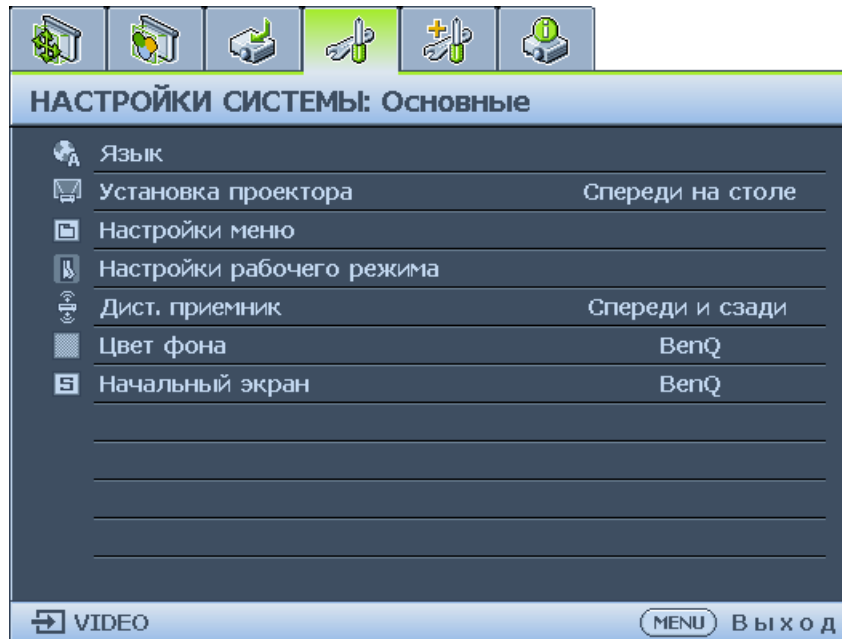 НАСТРОЙКИ СИСТЕМЫ: Основные
Язык
Установка проектора Спереди на столе
Настройки меню
Настройки рабочего режима
Дист. приемник Спереди и сзади
Цвет фона BenQ
Начальный экран BenQ
VIDEO MENU Выход